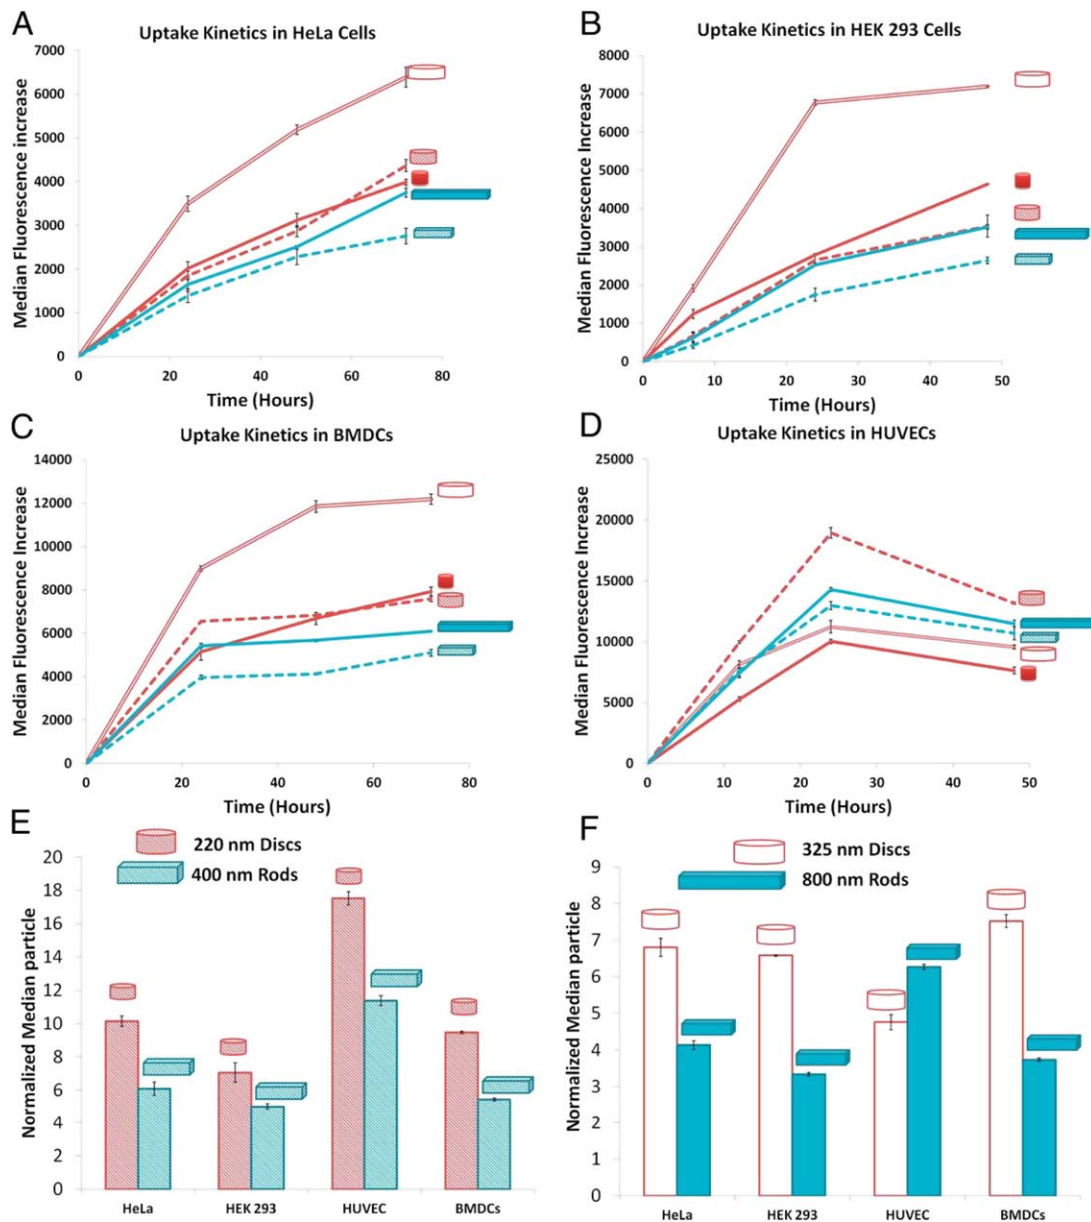 A
Uptake Kinetics in HeLa Cells
Median Fluorescence increase
7000
6000
5000
4000
3000
2000
1000
0
0 20 40 60 80
Time (Hours)
B
Uptake Kinetics in HEK 293 Cells
Median Fluorescence Increase
8000
7000
6000
5000
4000
3000
2000
1000
0
0 10 20 30 40 50
Time (Hours)
C
Uptake Kinetics in BMDCs
Median Fluorescence Increase
14000
12000
10000
8000
6000
4000
2000
0
0 20 40 60 80
Time (Hours)
D
Uptake Kinetics in HUVECs
Median Fluorescence Increase
25000
20000
15000
10000
5000
0
0 10 20 30 40 50
Time (Hours)
E
220 nm Discs
400 nm Rods
Normalized Median particle
20
18
16
14
12
10
8
6
4
2
0
HeLa HEK 293 HUVEC BMDCs
F
325 nm Discs
800 nm Rods
Normalized Median particle
9
8
7
6
5
4
3
2
1
0
HeLa HEK 293 HUVEC BMDCs